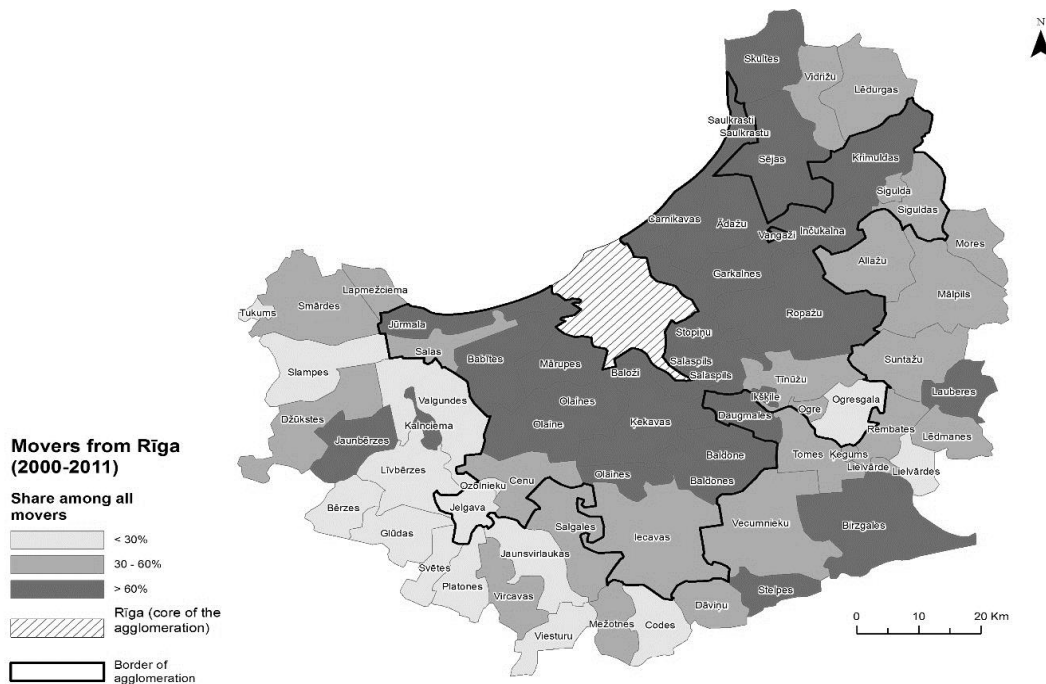 N
Skultes
Vidrižu
Lēdurgas
Saulkrasti
Saulkrastu
Sējas
Krimuldas
Sigulda
Siguldas
Carnikavas
Ādažu
Vangaži
Inčukalna
Mores
Allažu
Garkalnes
Mālpils
Lapmežciema
Smārdes
Tukums
Ropažu
Jūrmala
Stopiņu
Salas
Babītes
Mārupes
Salaspils
Baloži
Salaspils
Suntažu
Slampes
Tīnūžu
Lauberes
Valgundes
Ikšķile
Ogresgala
Olaines
Ogre
Džūkstes
Kalnciema
Daugmales
Jaunbērzes
Olaine
Ķekavas
Rembates
Lēdmanes
Tomes
Ķegums
Baldone
Lielvārde
Līvbērzes
Olaines
Lielvārdes
Ozolnieku
Cenu
Baldones
Bērzes
Jelgava
Vecumnieku
Birzgales
Glūdas
Salgales
Iecavas
Jaunsvirlaukas
Svētes
Platones
Stelpes
Vircavas
Dāviņu
Mežotnes
Codes
Viesturu
Movers from Rīga
(2000-2011)
Share among all
movers
< 30%
30 - 60%
> 60%
Rīga (core of the
agglomeration)
Border of
agglomeration
0 10 20 Km